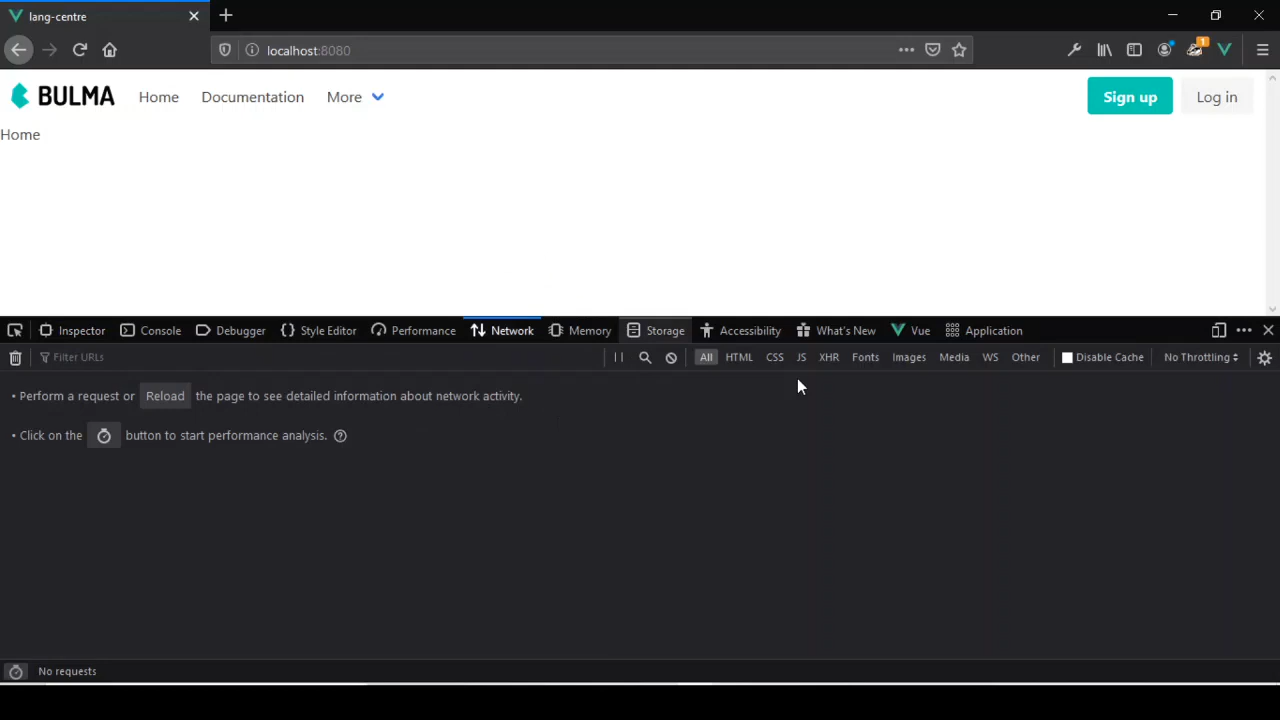 lang-centre
localhost:8080
1
BULMA Home Documentation More Sign up Log in
Home
Inspector Console Debugger Style Editor Performance Network Memory Storage Accessibility What's New Vue Application
Filter URLs All HTML CSS JS XHR Fonts Images Media WS Other Disable Cache No Throttling
• Perform a request or Reload the page to see detailed information about network activity.
• Click on the button to start performance analysis.
No requests